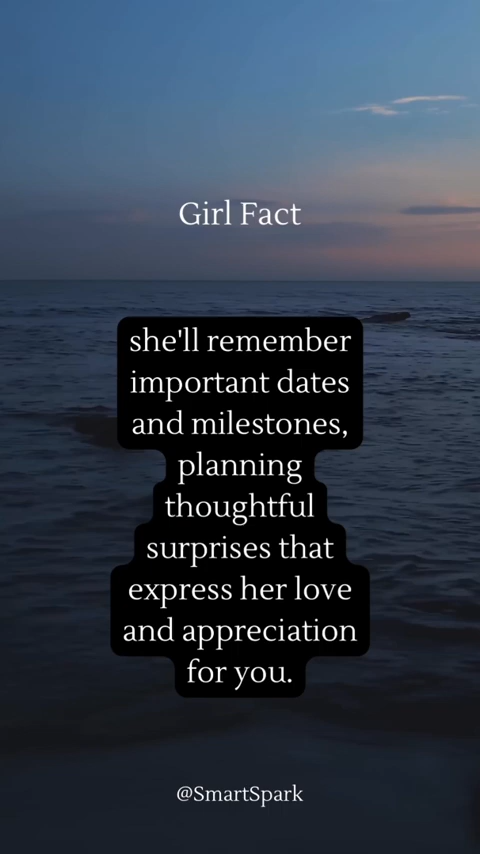 Girl Fact
she'll remember
important dates
and milestones,
planning
thoughtful
surprises that
express her love
and appreciation
for you.
@SmartSpark